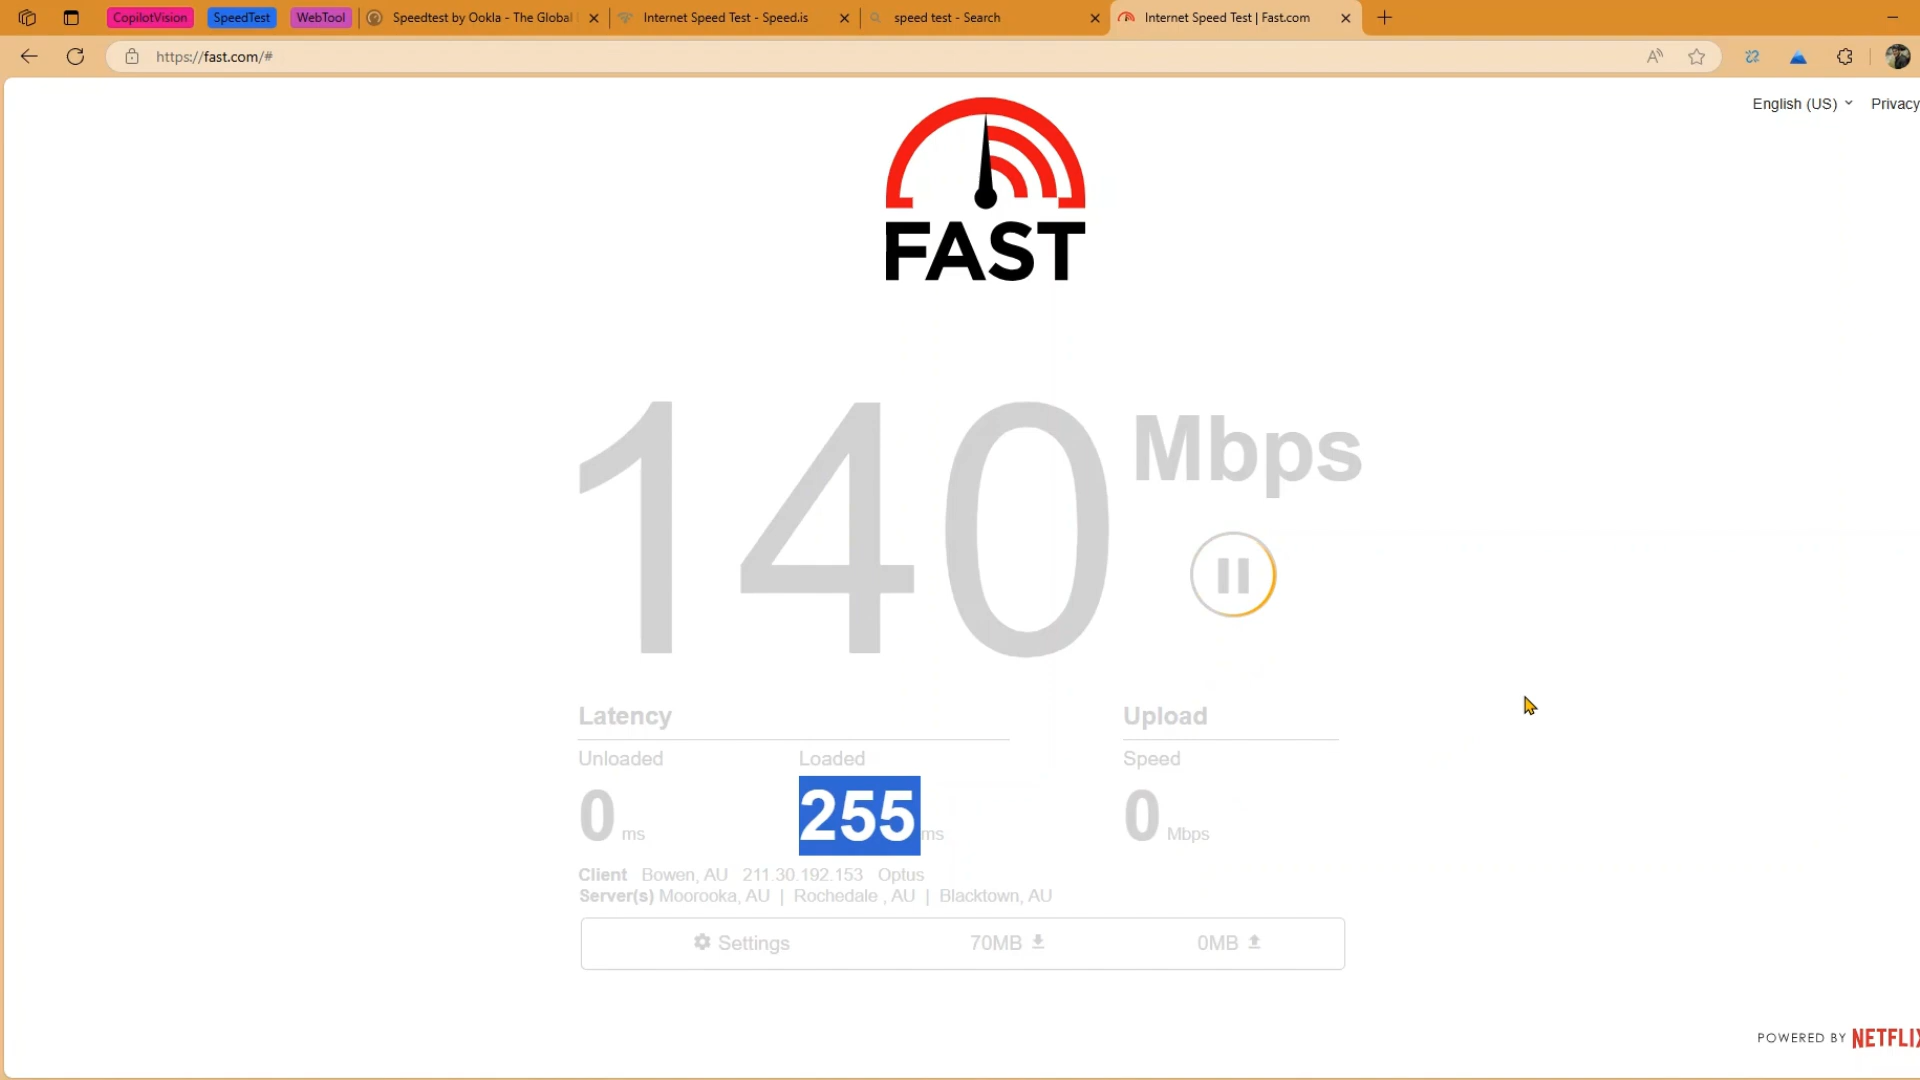 CopilotVision
SpeedTest
WebTool
Speedtest by Ookla - The Global
Internet Speed Test - Speed.is
speed test - Search
Internet Speed Test | Fast.com
https://fast.com/#
English (US)
Privacy
FAST
140 Mbps
Latency
Upload
Unloaded
Loaded
Speed
0 ms
255 ms
0 Mbps
Client Bowen, AU 211.30.192.153 Optus
Server(s) Moorooka, AU | Rochedale , AU | Blacktown, AU
Settings
70MB
0MB
POWERED BY NETFLIX